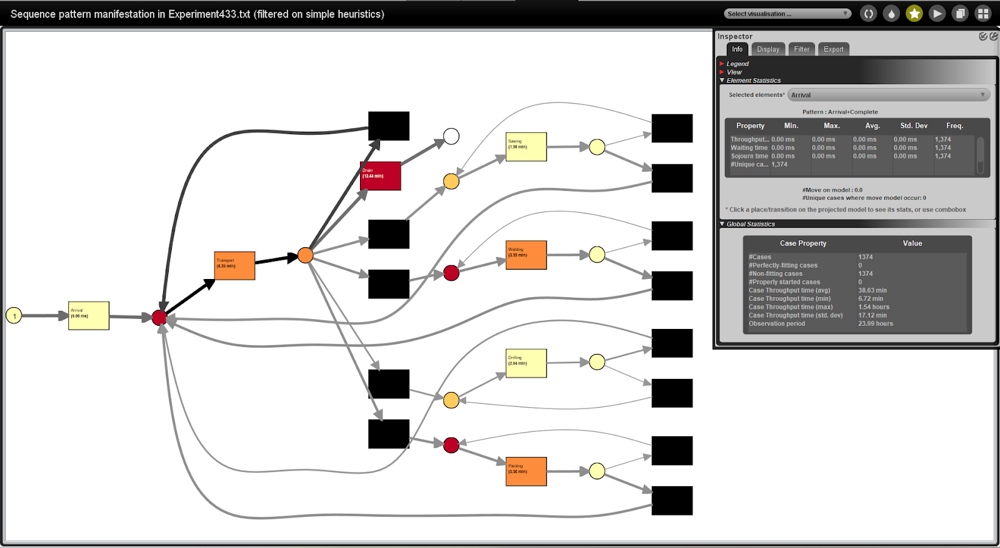 Sequence pattern manifestation in Experiment433.txt (filtered on simple heuristics)
Select visualisation ...
Inspector
Info Display Filter Export
Legend
View
Element Statistics
Selected elements* Arrival
Pattern : Arrival+Complete
Property Min. Max. Avg. Std. Dev Freq.
Throughput... 0.00 ms 0.00 ms 0.00 ms 0.00 ms 1,374
Waiting time 0.00 ms 0.00 ms 0.00 ms 0.00 ms 1,374
Sojourn time 0.00 ms 0.00 ms 0.00 ms 0.00 ms 1,374
#Unique ca... 1,374
#Move on model : 0.0
#Unique cases where move model occur: 0
* Click a place/transition on the projected model to see its stats, or use combobox
Global Statistics
Case Property Value
#Cases 1374
#Perfectly-fitting cases 0
#Non-fitting cases 1374
#Properly started cases 0
Case Throughput time (avg) 38.63 min
Case Throughput time (min) 6.72 min
Case Throughput time (max) 1.54 hours
Case Throughput time (std. dev) 17.12 min
Observation period 23.99 hours
1
Arrival
(0.00 ms)
Transport
(6.35 min)
Drain
(12.44 min)
Sawing
(1.98 min)
Welding
(5.99 min)
Drilling
(2.04 min)
Painting
(5.56 min)